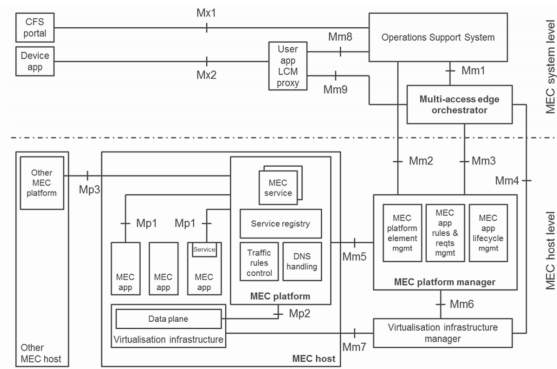 CFS
portal
Mx1
Operations Support System
Device
app
Mx2
User
app
LCM
proxy
Mm8
Mm9
Mm1
Multi-access edge
orchestrator
MEC system level
Mm2
Mm3
Mm4
MEC host level
Other
MEC
platform
Mp3
MEC
service
Service registry
Traffic
rules
control
DNS
handling
MEC platform
Mp1
Mp1
MEC
app
MEC
app
Service
MEC
app
Mm5
MEC
platform
element
mgmt
MEC
app
rules &
reqts
mgmt
MEC
app
lifecycle
mgmt
MEC platform manager
Mp2
Mm6
Data plane
Virtualisation infrastructure
Mm7
Virtualisation infrastructure
manager
Other
MEC host
MEC host